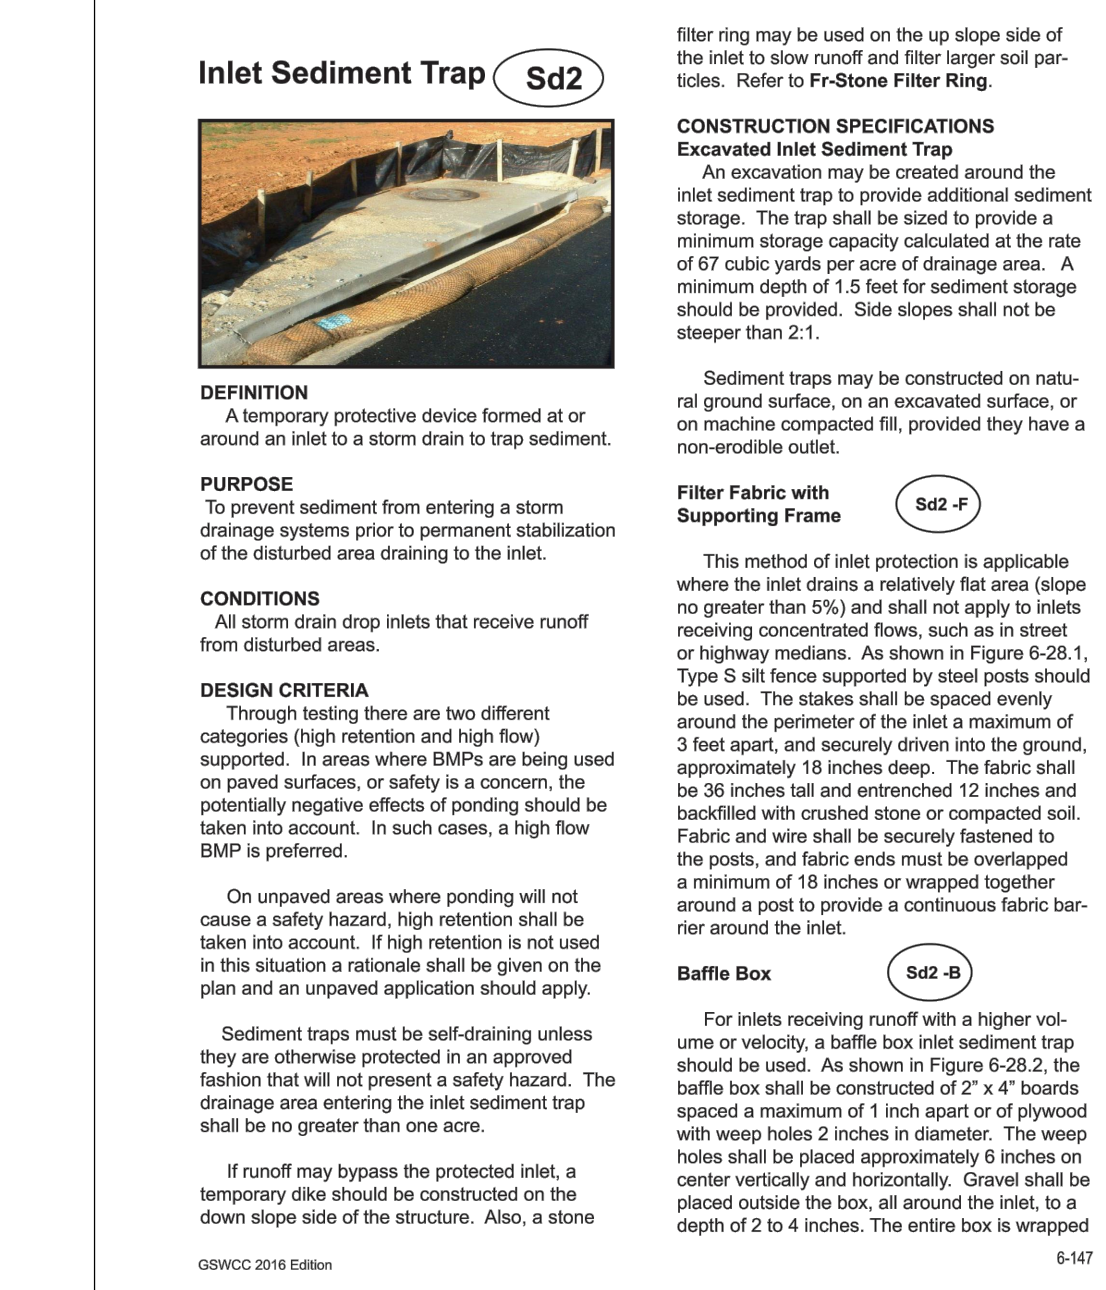 Inlet Sediment Trap Sd2
DEFINITION
A temporary protective device formed at or
around an inlet to a storm drain to trap sediment.
PURPOSE
To prevent sediment from entering a storm
drainage systems prior to permanent stabilization
of the disturbed area draining to the inlet.
CONDITIONS
All storm drain drop inlets that receive runoff
from disturbed areas.
DESIGN CRITERIA
Through testing there are two different
categories (high retention and high flow)
supported.  In areas where BMPs are being used
on paved surfaces, or safety is a concern, the
potentially negative effects of ponding should be
taken into account.  In such cases, a high flow
BMP is preferred.
On unpaved areas where ponding will not
cause a safety hazard, high retention shall be
taken into account.  If high retention is not used
in this situation a rationale shall be given on the
plan and an unpaved application should apply.
Sediment traps must be self-draining unless
they are otherwise protected in an approved
fashion that will not present a safety hazard.  The
drainage area entering the inlet sediment trap
shall be no greater than one acre.
If runoff may bypass the protected inlet, a
temporary dike should be constructed on the
down slope side of the structure.  Also, a stone
filter ring may be used on the up slope side of
the inlet to slow runoff and filter larger soil par-
ticles.  Refer to Fr-Stone Filter Ring.
CONSTRUCTION SPECIFICATIONS
Excavated Inlet Sediment Trap
An excavation may be created around the
inlet sediment trap to provide additional sediment
storage.  The trap shall be sized to provide a
minimum storage capacity calculated at the rate
of 67 cubic yards per acre of drainage area.  A
minimum depth of 1.5 feet for sediment storage
should be provided.  Side slopes shall not be
steeper than 2:1.
Sediment traps may be constructed on natu-
ral ground surface, on an excavated surface, or
on machine compacted fill, provided they have a
non-erodible outlet.
Filter Fabric with
Supporting Frame
Sd2 -F
This method of inlet protection is applicable
where the inlet drains a relatively flat area (slope
no greater than 5%) and shall not apply to inlets
receiving concentrated flows, such as in street
or highway medians.  As shown in Figure 6-28.1,
Type S silt fence supported by steel posts should
be used.  The stakes shall be spaced evenly
around the perimeter of the inlet a maximum of
3 feet apart, and securely driven into the ground,
approximately 18 inches deep.  The fabric shall
be 36 inches tall and entrenched 12 inches and
backfilled with crushed stone or compacted soil.
Fabric and wire shall be securely fastened to
the posts, and fabric ends must be overlapped
a minimum of 18 inches or wrapped together
around a post to provide a continuous fabric bar-
rier around the inlet.
Baffle Box Sd2 -B
For inlets receiving runoff with a higher vol-
ume or velocity, a baffle box inlet sediment trap
should be used.  As shown in Figure 6-28.2, the
baffle box shall be constructed of 2” x 4” boards
spaced a maximum of 1 inch apart or of plywood
with weep holes 2 inches in diameter.  The weep
holes shall be placed approximately 6 inches on
center vertically and horizontally.  Gravel shall be
placed outside the box, all around the inlet, to a
depth of 2 to 4 inches. The entire box is wrapped
GSWCC 2016 Edition
6-147